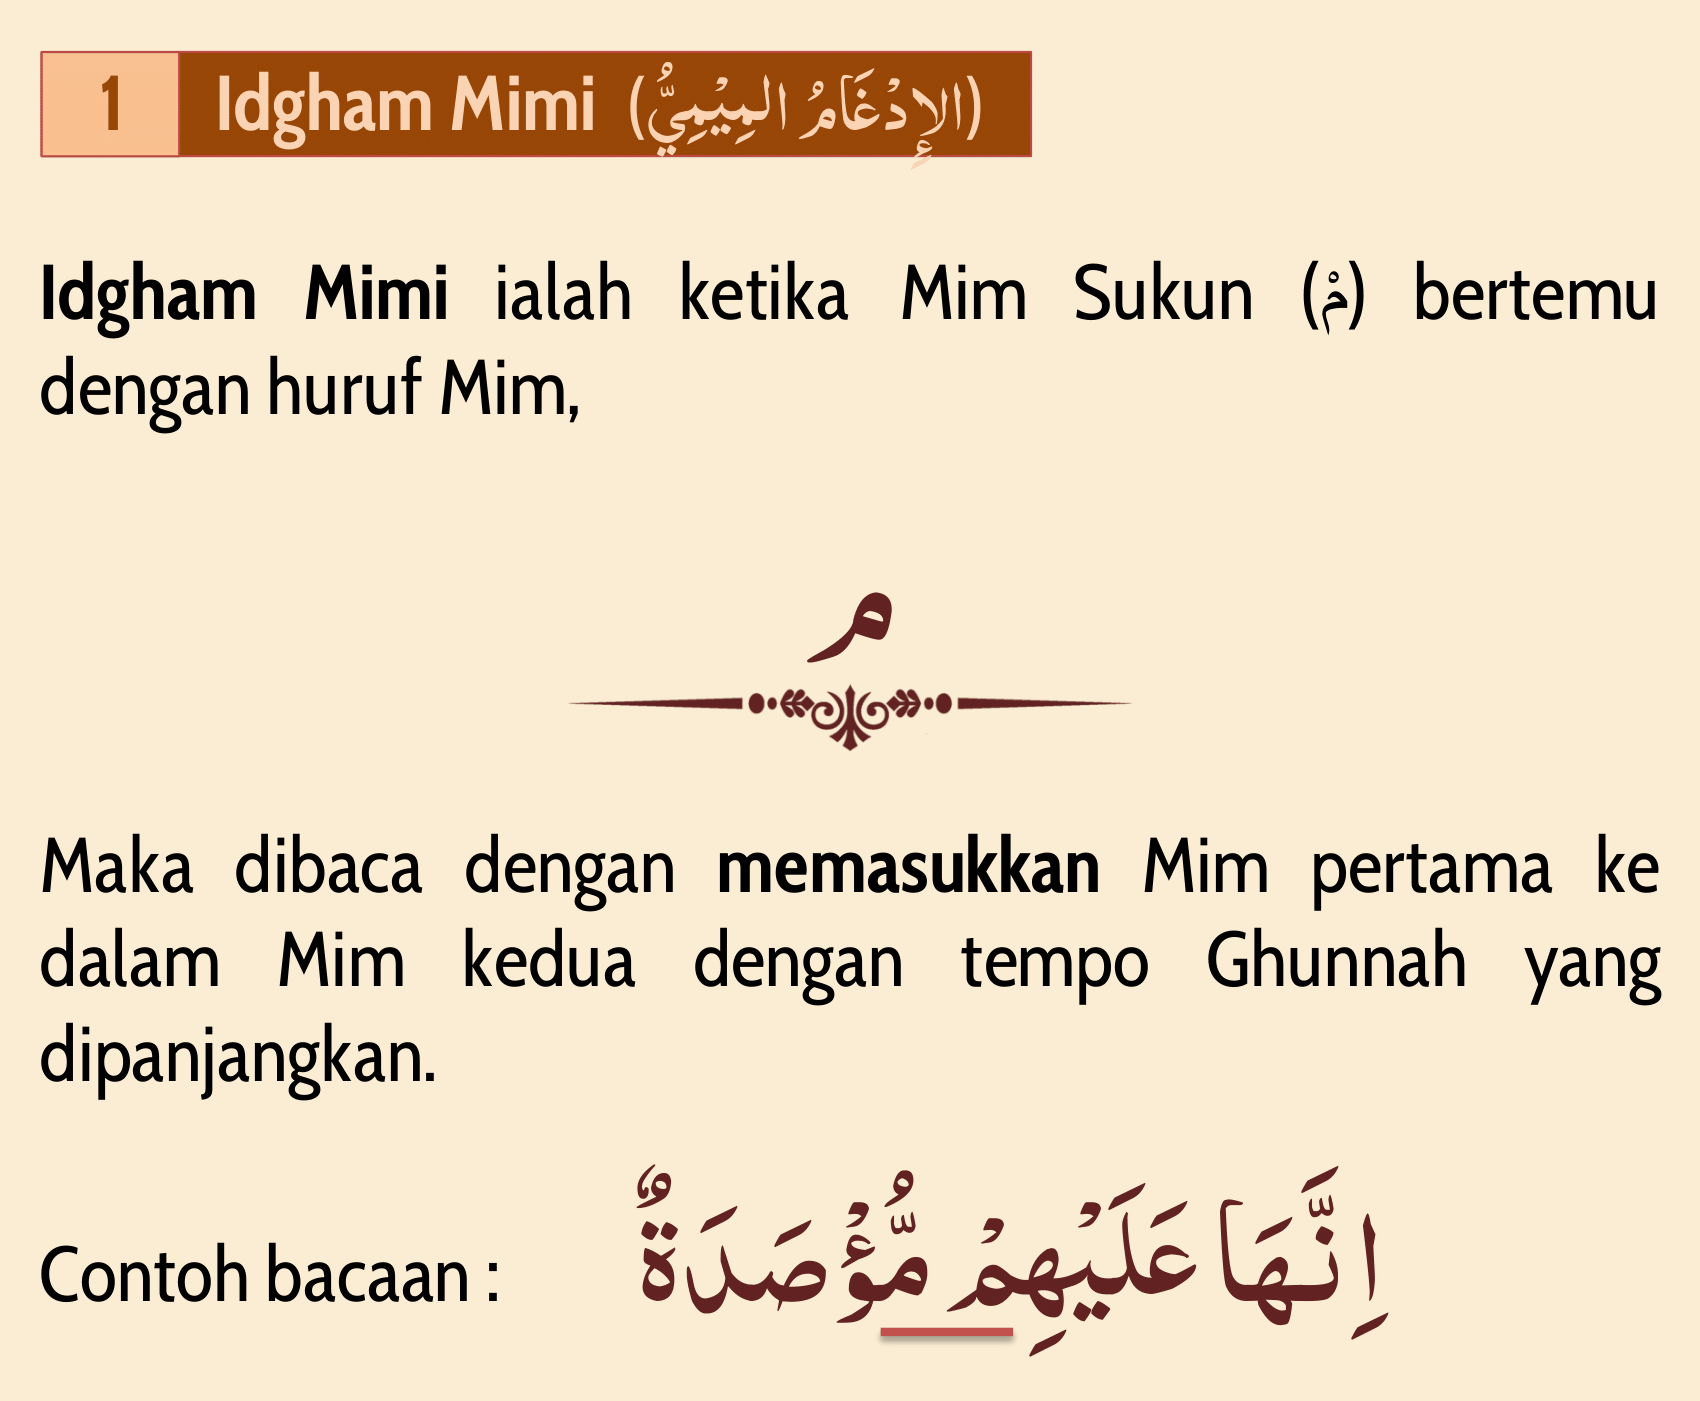 1 Idgham Mimi (الإِدْغَامُ المِيْمِيُّ)
Idgham Mimi ialah ketika Mim Sukun (مْ) bertemu
dengan huruf Mim,
م
Maka dibaca dengan memasukkan Mim pertama ke
dalam Mim kedua dengan tempo Ghunnah yang
dipanjangkan.
Contoh bacaan : اِنَّهَا عَلَيْهِمْ مُّؤْصَدَةٌ